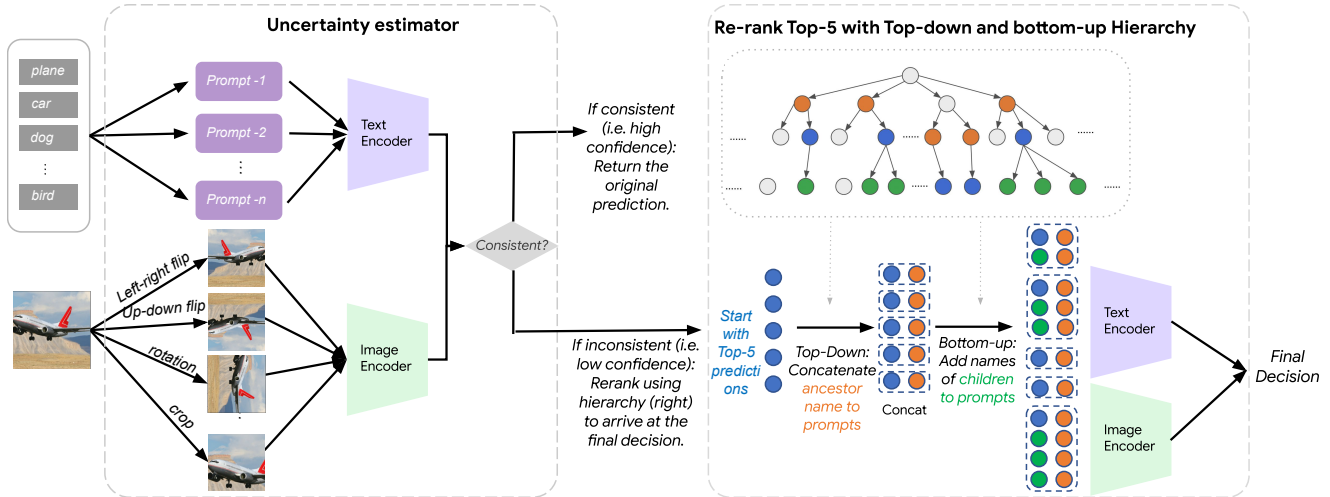 Uncertainty estimator
plane
car
dog
⋮
bird
Prompt -1
Prompt -2
⋮
Prompt -n
Text
Encoder
Left-right flip
Up-down flip
rotation
crop
Image
Encoder
Consistent?
If consistent
(i.e. high
confidence):
Return the
original
prediction.
If inconsistent (i.e.
low confidence):
Rerank using
hierarchy (right)
to arrive at the
final decision.
Re-rank Top-5 with Top-down and bottom-up Hierarchy
......
......
......
......
......
......
Start
with
Top-5
predicti
ons
Top-Down:
Concatenate
ancestor
name to
prompts
Concat
Bottom-up:
Add names
of children
to prompts
Text
Encoder
Image
Encoder
Final
Decision